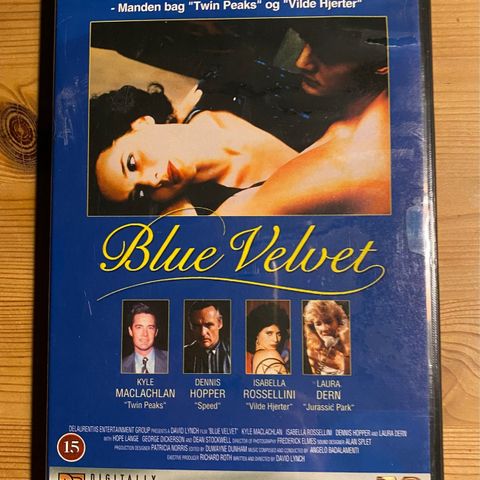 - Manden bag "Twin Peaks" og "Vilde Hjerter" -
Blue Velvet
KYLE MACLACHLAN
"Twin Peaks"
DENNIS HOPPER
"Speed"
ISABELLA ROSSELLINI
"Vilde Hjerter"
LAURA DERN
"Jurassic Park"
DELAURENTIIS ENTERTAINMENT GROUP PRESENTS A DAVID LYNCH FILM "BLUE VELVET" KYLE MACLACHLAN ISABELLA ROSSELLINI DENNIS HOPPER AND LAURA DERN
WITH HOPE LANGE GEORGE DICKERSON AND DEAN STOCKWELL DIRECTOR OF PHOTOGRAPHY FREDERICK ELMES SOUND DESIGNER ALAN SPLET
PRODUCTION DESIGNER PATRICIA NORRIS EDITED BY DUWAYNE DUNHAM MUSIC COMPOSED AND CONDUCTED BY ANGELO BADALAMENTI
EXECTIVE PRODUCER RICHARD ROTH WRITTEN AND DIRECTED BY DAVID LYNCH
15
DIGITALLY